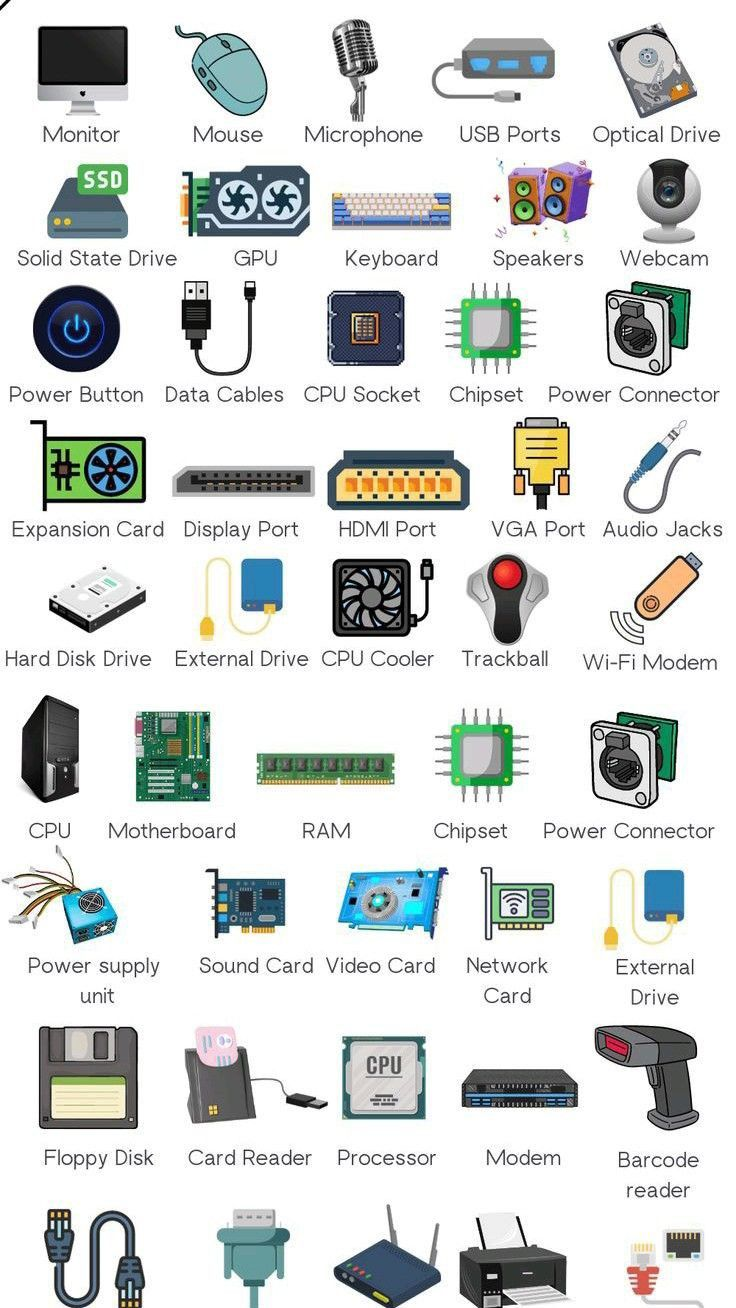 Monitor Mouse Microphone USB Ports Optical Drive
SSD
Solid State Drive GPU Keyboard Speakers Webcam
Power Button Data Cables CPU Socket Chipset Power Connector
Expansion Card Display Port HDMI Port VGA Port Audio Jacks
Hard Disk Drive External Drive CPU Cooler Trackball Wi-Fi Modem
CPU Motherboard RAM Chipset Power Connector
Power supply Sound Card Video Card Network External
unit Card Drive
CPU
Floppy Disk Card Reader Processor Modem Barcode
reader